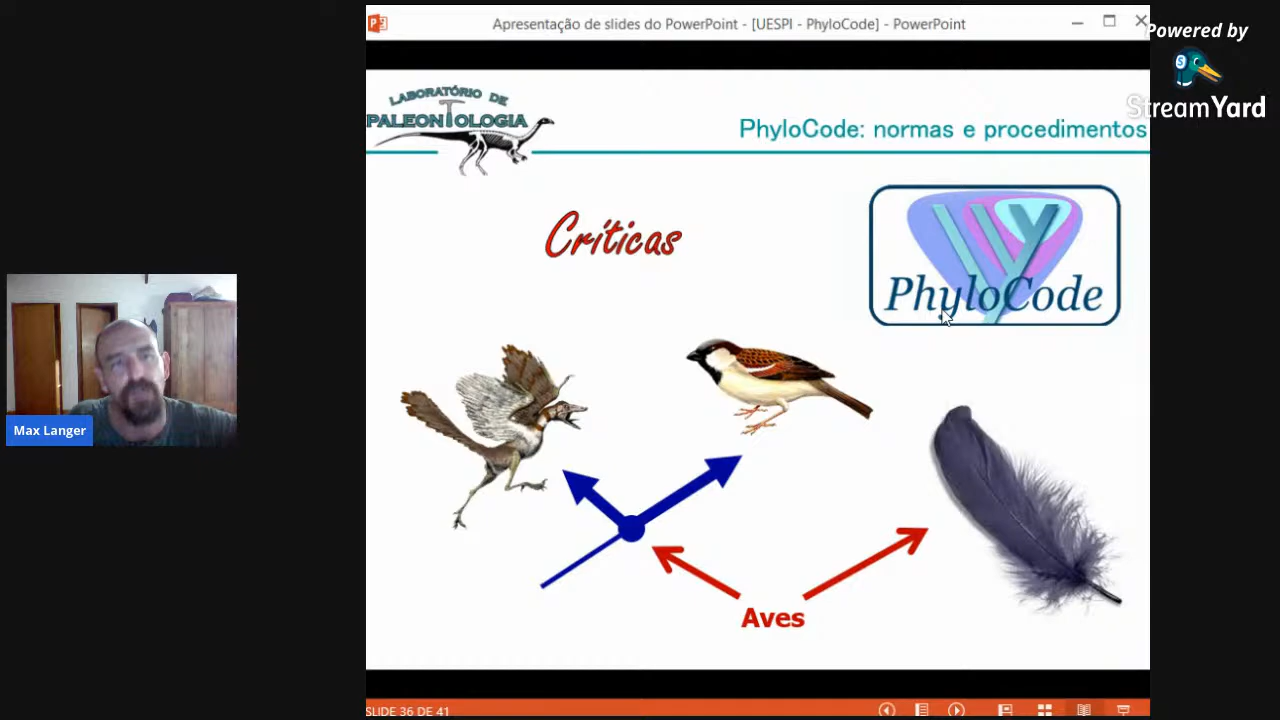 Apresentação de slides do PowerPoint - [UESPI - PhyloCode] - PowerPoint
Powered by
StreamYard
LABORATÓRIO DE
PALEONTOLOGIA
PhyloCode: normas e procedimentos
Críticas
PhyloCode
Max Langer
Aves
SLIDE 36 DE 41